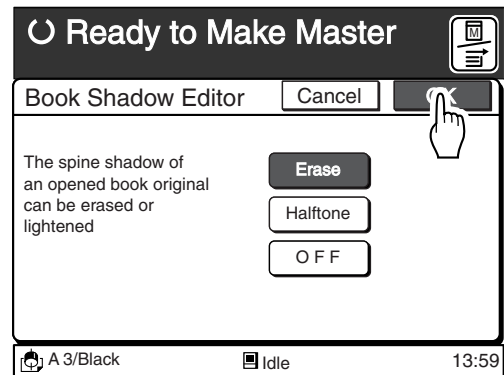 Ready to Make Master
M
Book Shadow Editor Cancel OK
The spine shadow of
an opened book original
can be erased or
lightened
Erase
Halftone
OFF
A 3/Black Idle 13:59